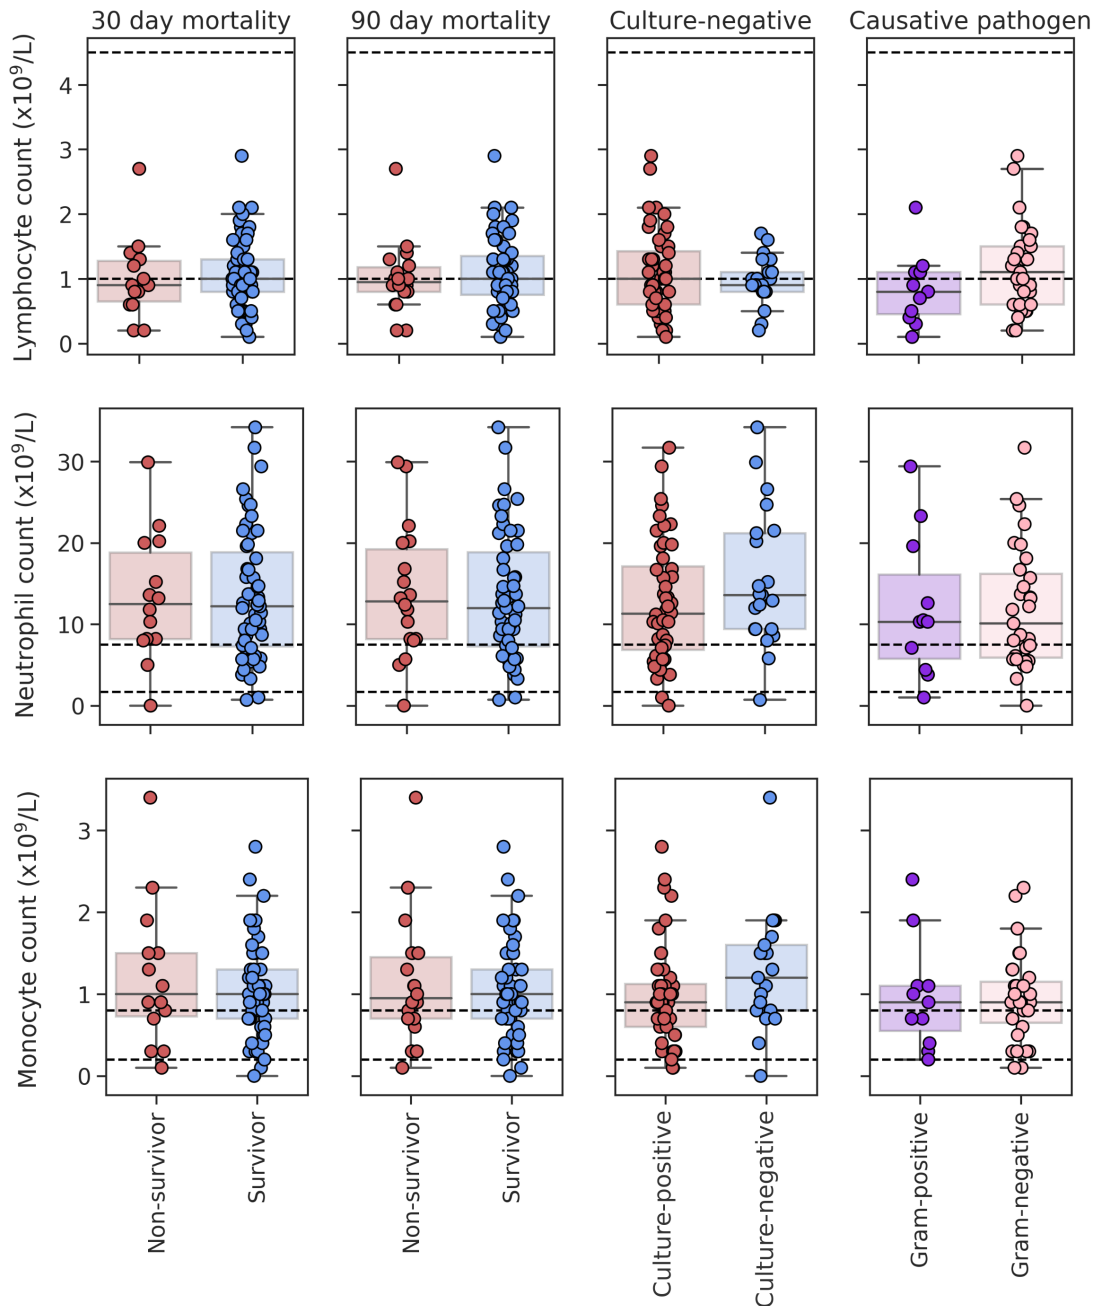 30 day mortality
90 day mortality
Culture-negative
Causative pathogen
Lymphocyte count (x10⁹/L)
4
3
2
1
0
Neutrophil count (x10⁹/L)
30
20
10
0
Monocyte count (x10⁹/L)
3
2
1
0
Non-survivor
Survivor
Non-survivor
Survivor
Culture-positive
Culture-negative
Gram-positive
Gram-negative